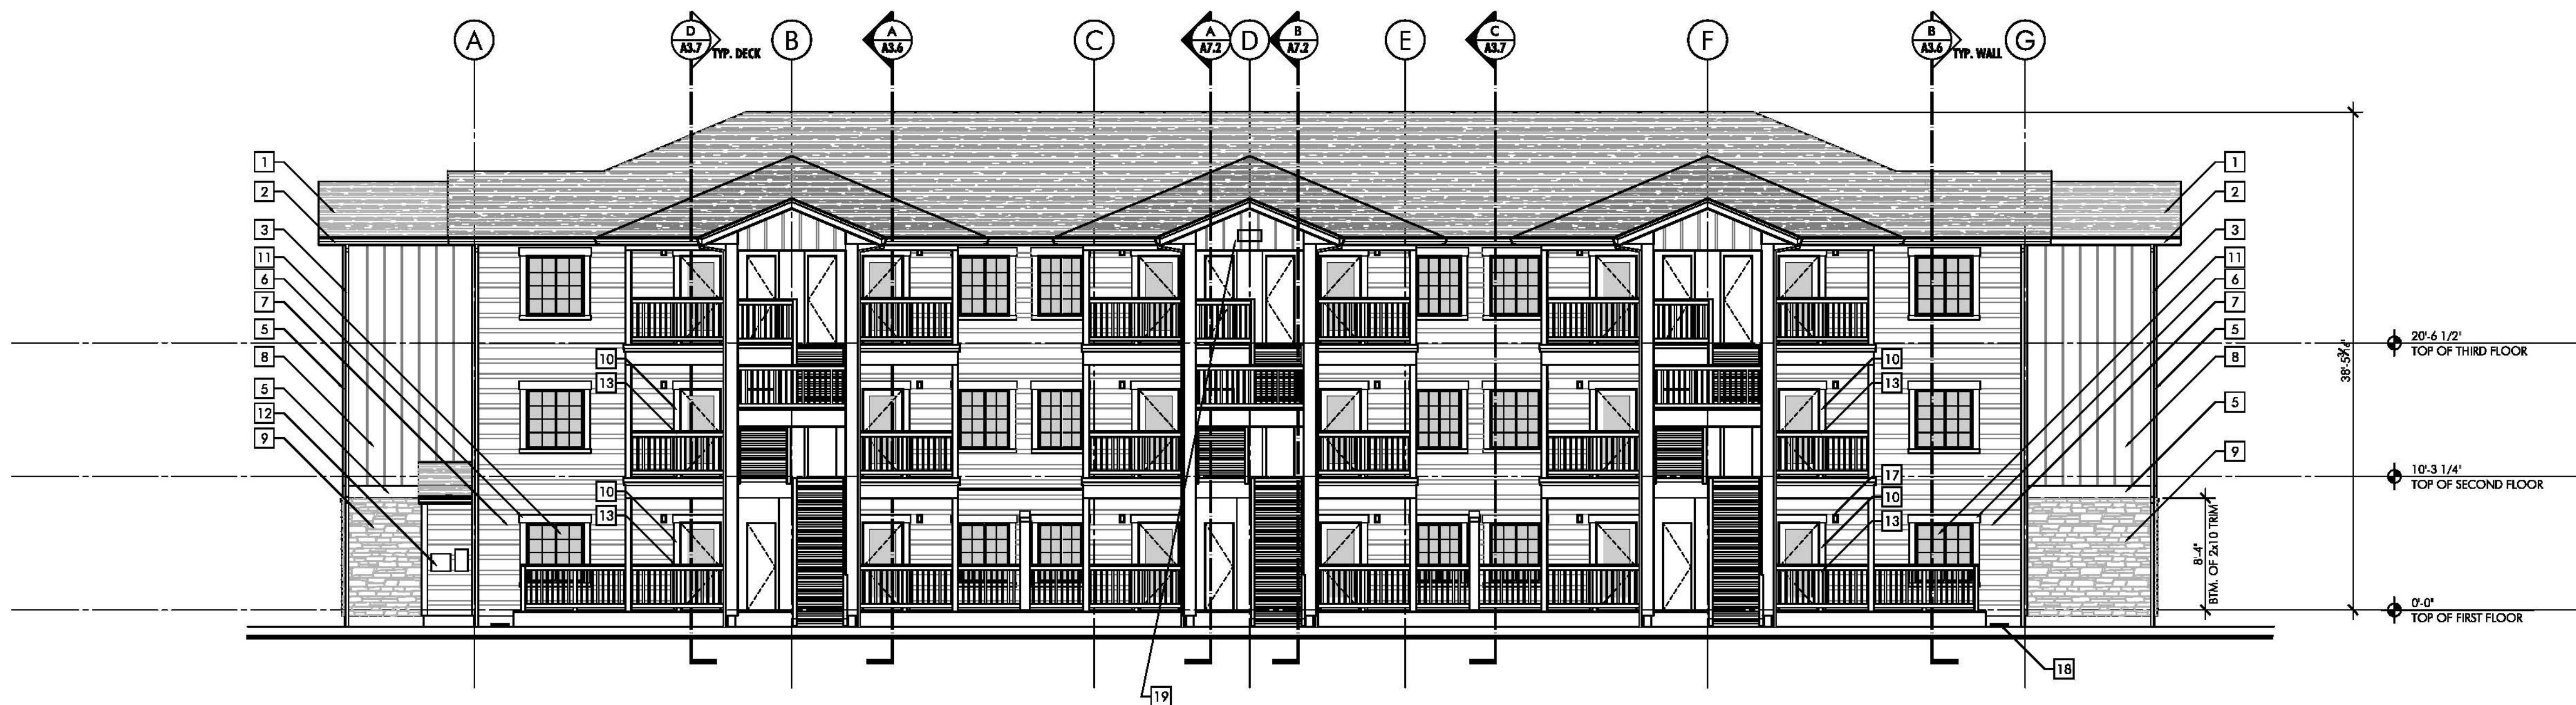 A
D
A3.7
TYP. DECK
B
A
A3.6
C
A
A7.2
D
B
A7.2
E
C
A3.7
F
B
A3.6
TYP. WALL
G
1
2
3
11
6
7
5
8
5
12
9
10
13
10
13
10
13
17
10
13
1
2
3
11
6
7
5
8
5
9
19
18
8'-4"
BTM. OF 2x10 TRIM
20'-6 1/2"
TOP OF THIRD FLOOR
10'-3 1/4"
TOP OF SECOND FLOOR
0'-0"
TOP OF FIRST FLOOR